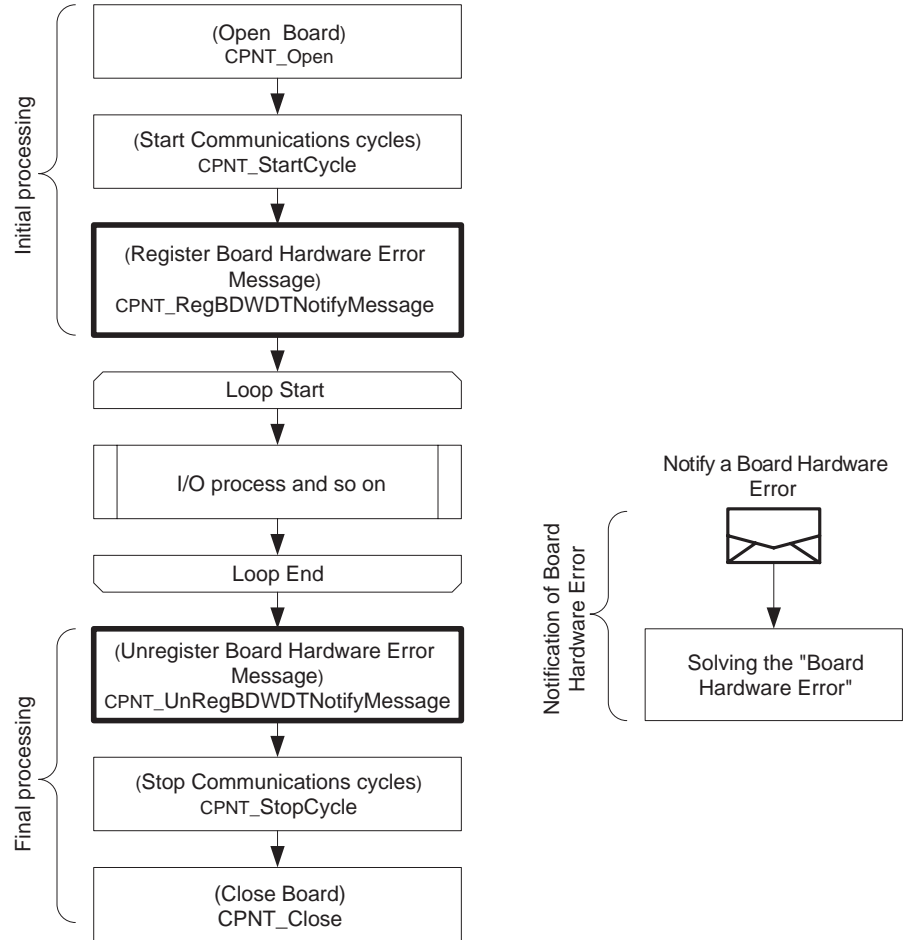 Initial processing
(Open Board)
CPNT_Open
(Start Communications cycles)
CPNT_StartCycle
(Register Board Hardware Error
Message)
CPNT_RegBDWDTNotifyMessage
Loop Start
I/O process and so on
Loop End
Final processing
(Unregister Board Hardware Error
Message)
CPNT_UnRegBDWDTNotifyMessage
(Stop Communications cycles)
CPNT_StopCycle
(Close Board)
CPNT_Close
Notification of Board
Hardware Error
Notify a Board Hardware
Error
Solving the "Board
Hardware Error"